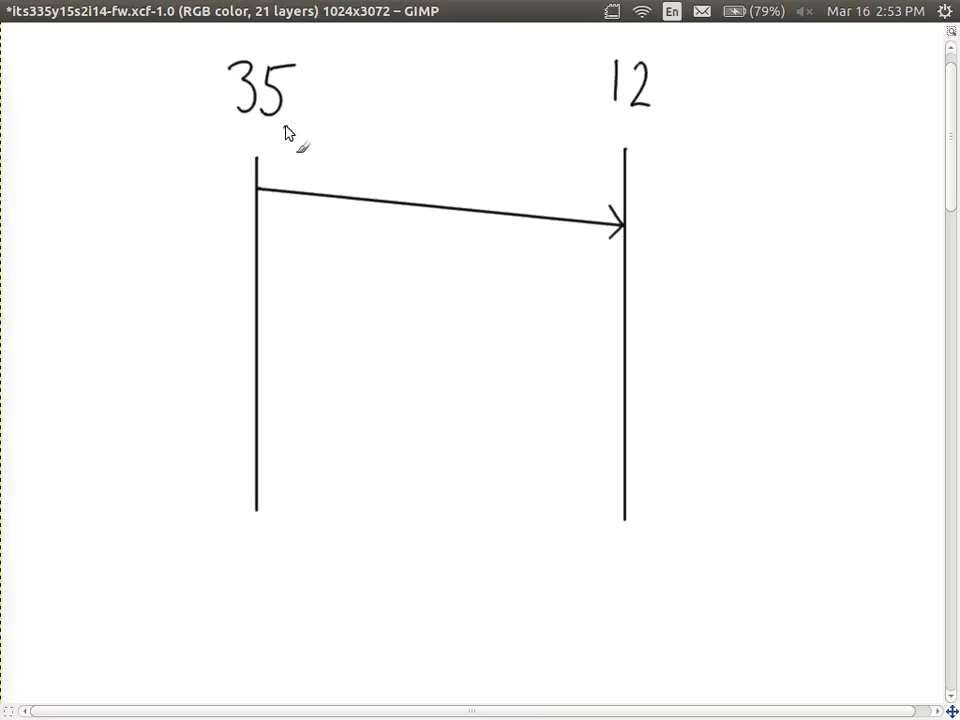 *its335y15s2i14-fw.xcf-1.0 (RGB color, 21 layers) 1024x3072 – GIMP En (79%) Mar 16 2:53 PM
35 12